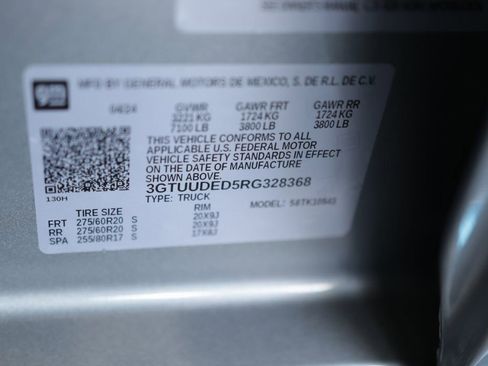 GM
MFD BY GENERAL MOTORS DE MEXICO, S. DE R.L. DE C.V.
04/24 GVWR GAWR FRT GAWR RR
3221 KG 1724 KG 1724 KG
7100 LB 3800 LB 3800 LB
THIS VEHICLE CONFORMS TO ALL
APPLICABLE U.S. FEDERAL MOTOR
VEHICLE SAFETY STANDARDS IN EFFECT
ON THE DATE OF MANUFACTURE
SHOWN ABOVE.
3GTUUDED5RG328368
130H TYPE: TRUCK MODEL:
TIRE SIZE RIM
FRT 275/60R20 S 20X9J
RR 275/60R20 S 20X9J
SPA 255/80R17 S 17X8J